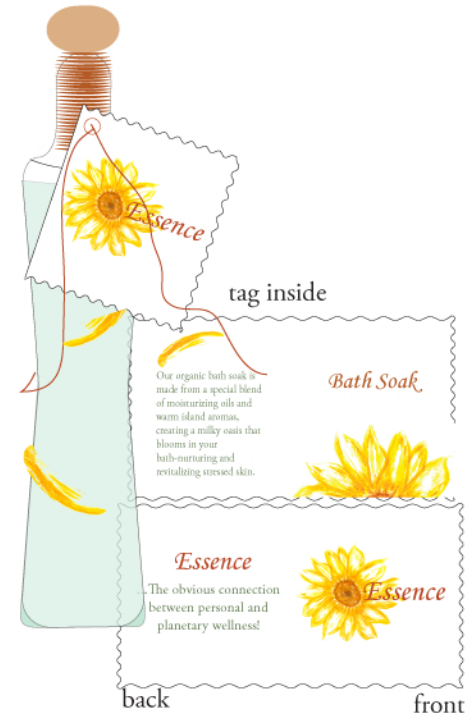 Essence
tag inside
Our organic bath soak is
made from a special blend
of moisturizing oils and
warm island aromas,
creating a milky oasis that
blooms in your
bath-nurturing and
revitalizing stressed skin.
Bath Soak
Essence
...The obvious connection
between personal and
planetary wellness!
Essence
back
front